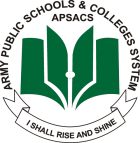 ARMY PUBLIC SCHOOLS & COLLEGES SYSTEM
APSACS
I SHALL RISE AND SHINE